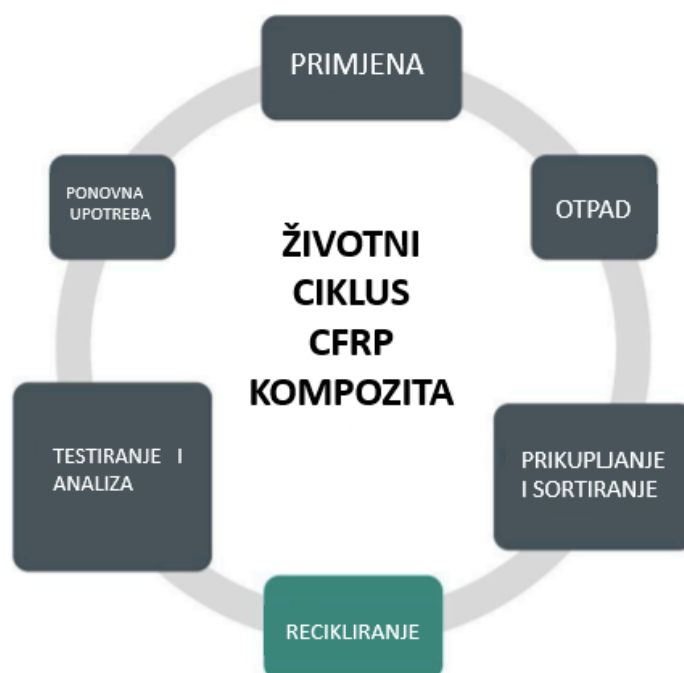 PRIMJENA
PONOVNA
UPOTREBA
OTPAD
ŽIVOTNI
CIKLUS
CFRP
KOMPOZITA
TESTIRANJE I
ANALIZA
PRIKUPLJANJE
I SORTIRANJE
RECIKLIRANJE